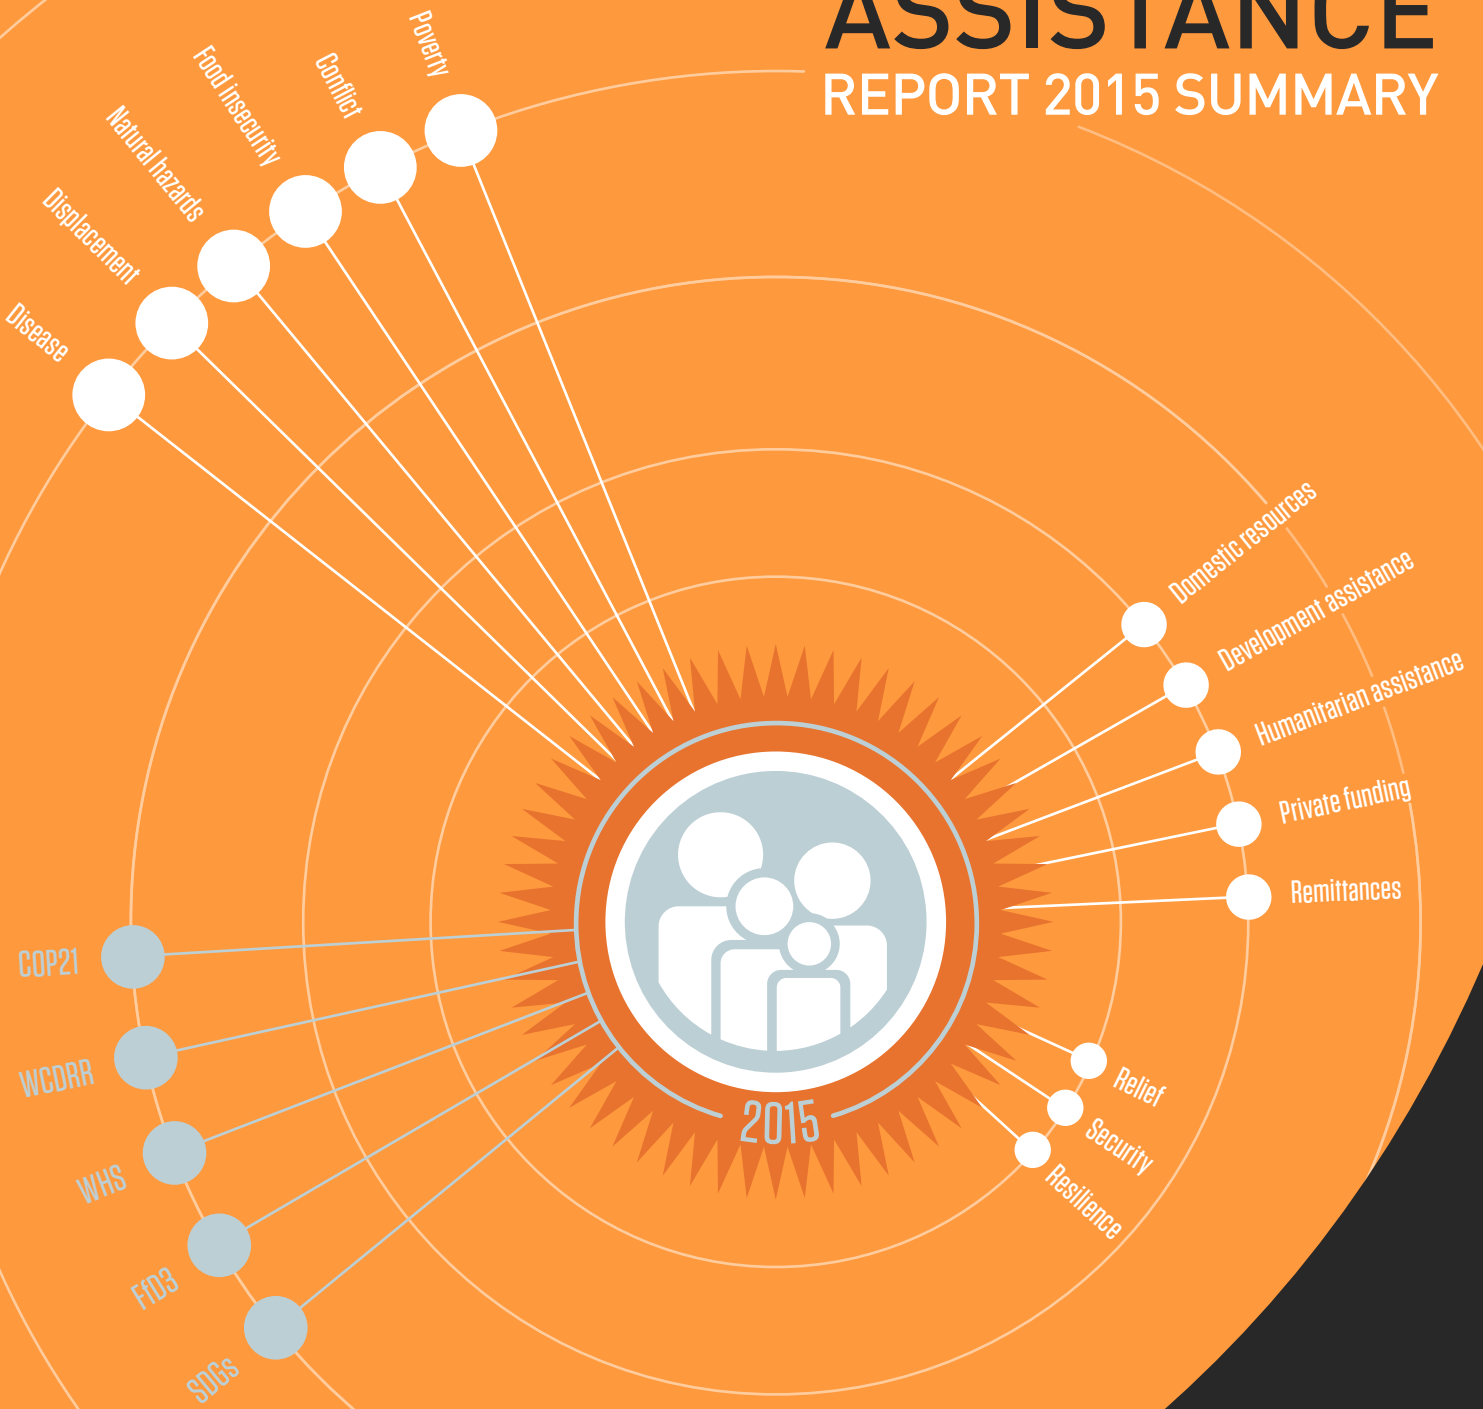 ASSISTANCE
REPORT 2015 SUMMARY
Poverty
Conflict
Food insecurity
Natural hazards
Displacement
Disease
Domestic resources
Development assistance
Humanitarian assistance
Private funding
Remittances
COP21
WCDRR
WHS
FfD3
SDGs
Relief
Security
Resilience
2015